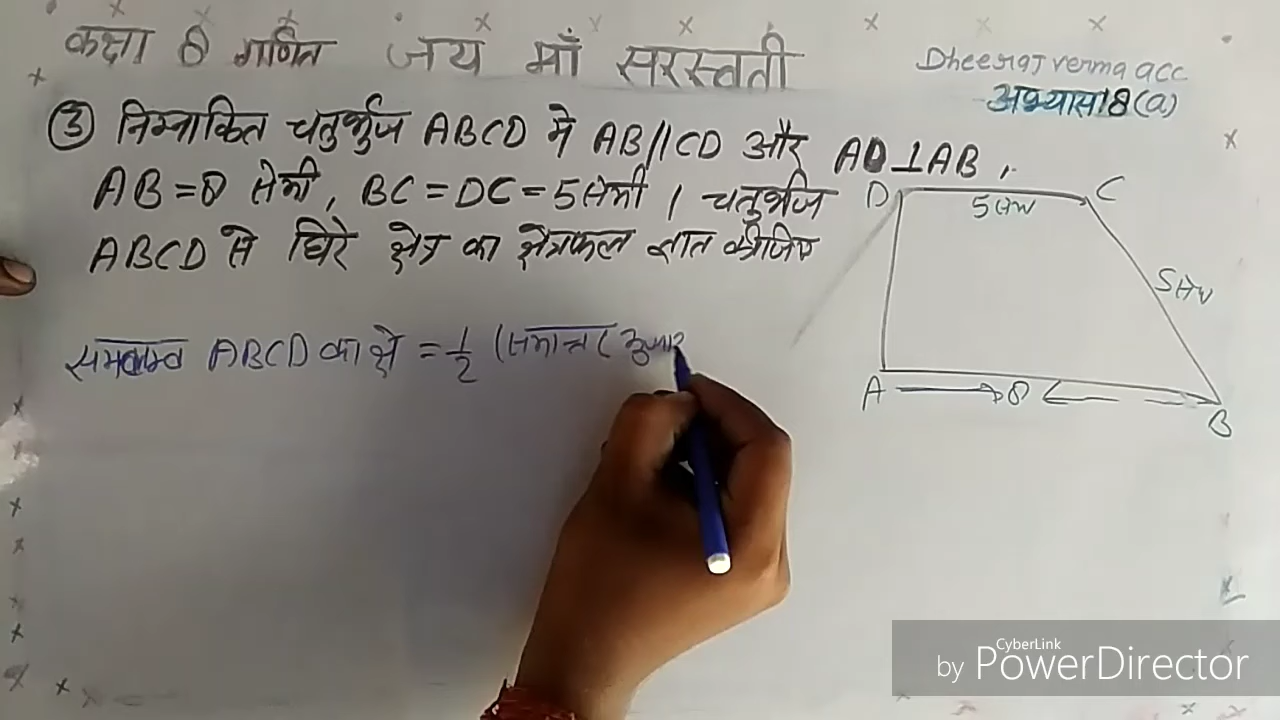 कक्षा 8 गणित जय माँ सरस्वती
Dheeraj verma acc
अभ्यास 18 (a)
③ निम्नाकित चतुर्भुज ABCD मे AB//CD और AD⊥AB ,
AB = 8 सेमी, BC = DC = 5 सेमी । चतुर्भुज
ABCD से घिरे क्षेत्र का क्षेत्रफल ज्ञात कीजिए
D C
5 सेमी
5 सेमी
A 8 B
समलम्ब ABCD का क्षे = 1/2 (समान्तर भुजा
by CyberLink PowerDirector